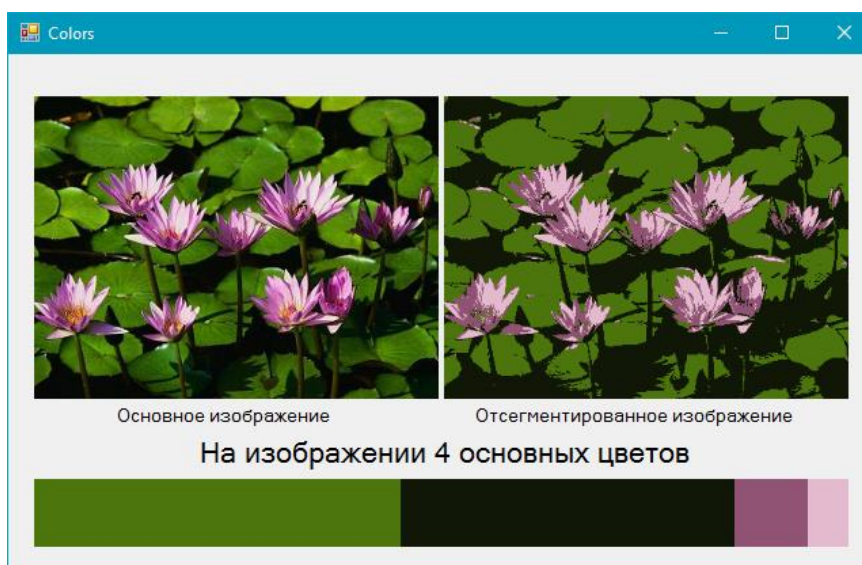 Colors
Основное изображение
Отсегментированное изображение
На изображении 4 основных цветов